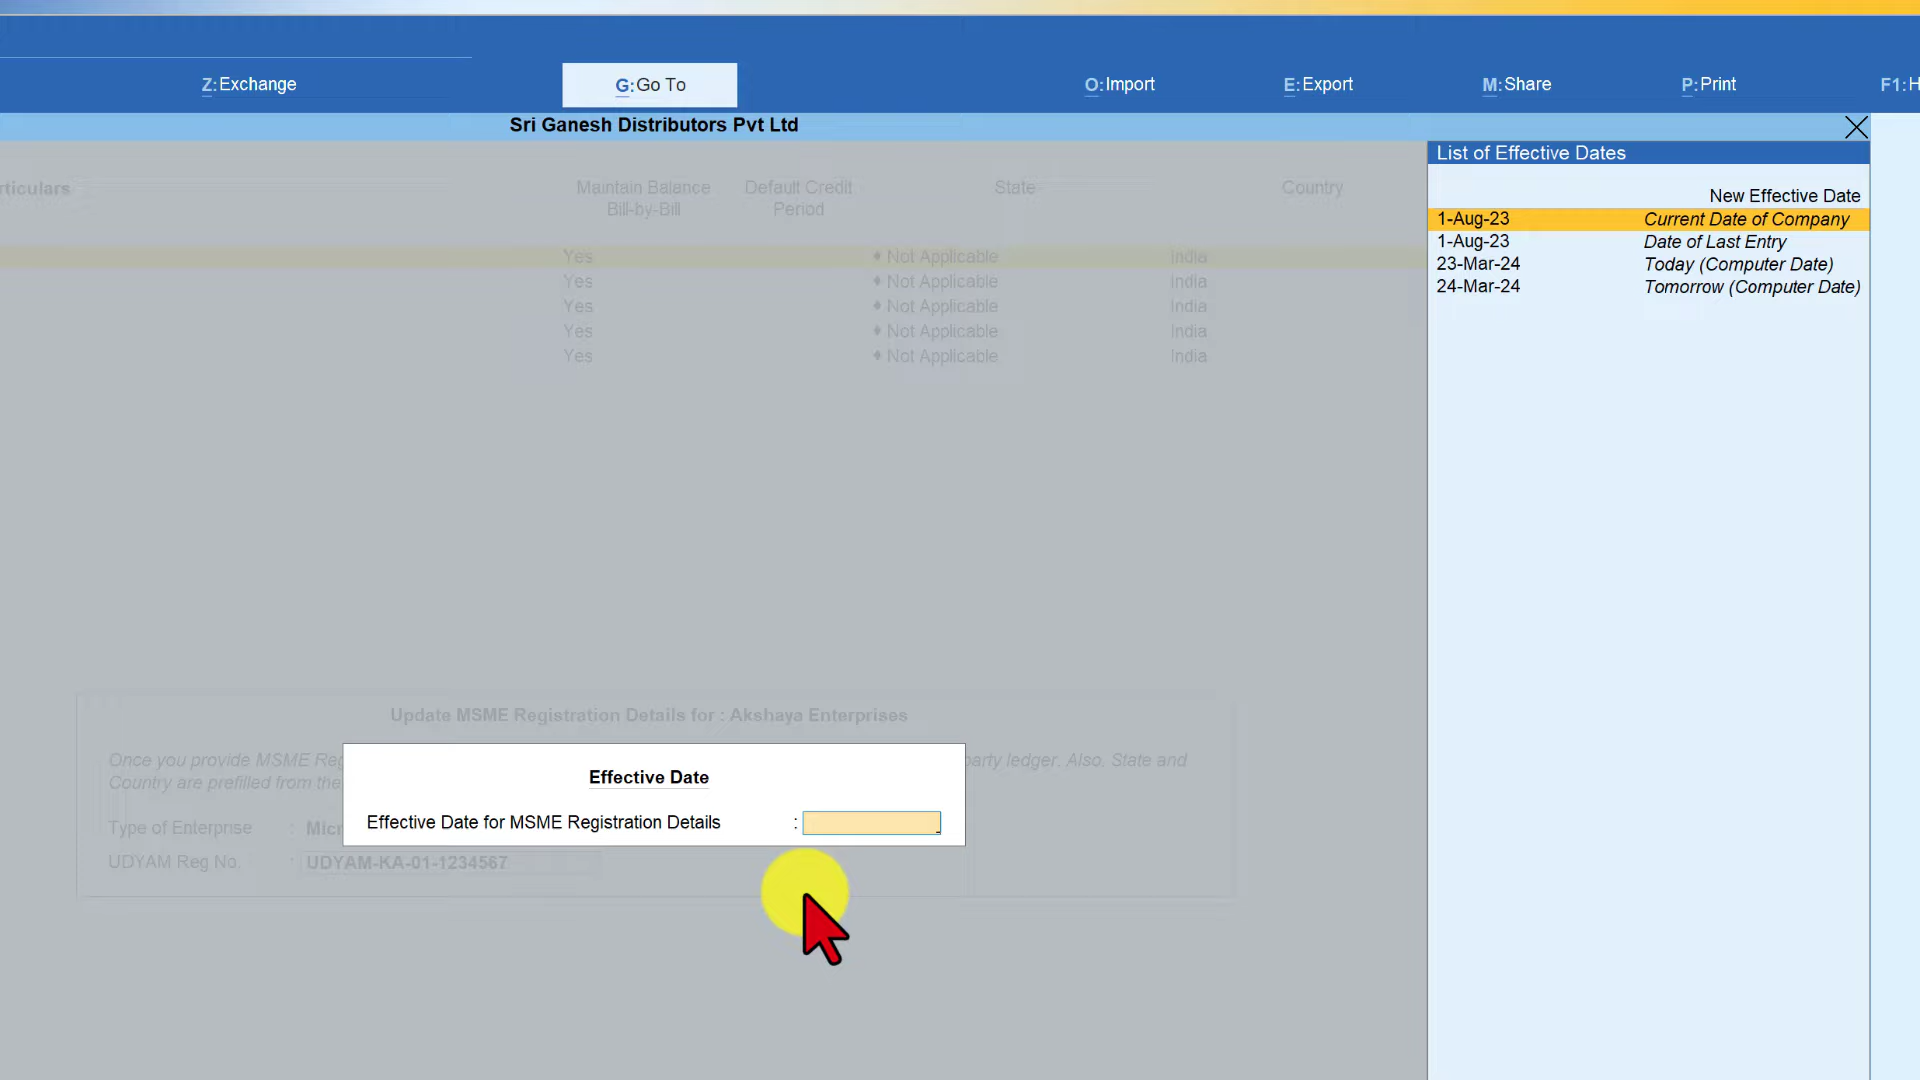 Z:Exchange G:Go To O:Import E:Export M:Share P:Print F1:H
Sri Ganesh Distributors Pvt Ltd
List of Effective Dates
rticulars Maintain Balance Default Credit State Country
Bill-by-Bill Period
New Effective Date
1-Aug-23 Current Date of Company
1-Aug-23 Date of Last Entry
23-Mar-24 Today (Computer Date)
24-Mar-24 Tomorrow (Computer Date)
Yes ♦ Not Applicable India
Yes ♦ Not Applicable India
Yes ♦ Not Applicable India
Yes ♦ Not Applicable India
Yes ♦ Not Applicable India
Update MSME Registration Details for : Akshaya Enterprises
Once you provide MSME Reg party ledger. Also, State and
Country are prefilled from the
Effective Date
Effective Date for MSME Registration Details :
Type of Enterprise : Micr
UDYAM Reg No. : UDYAM-KA-01-1234567